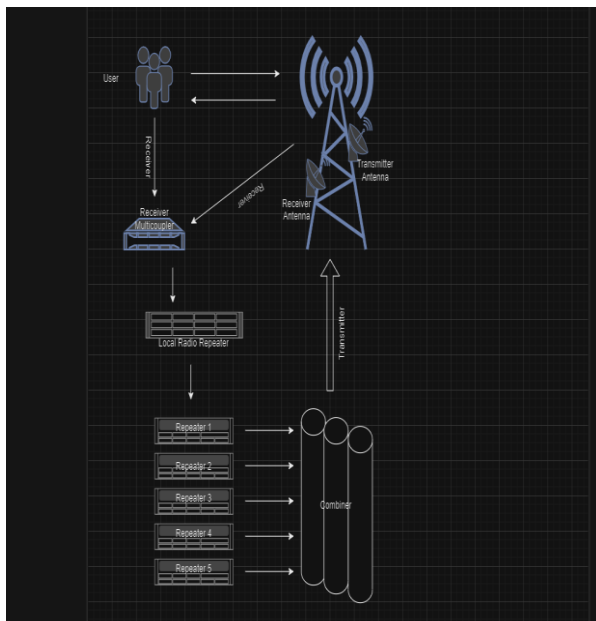 User
Transmitter
Antenna
Receiver
Receiver
Receiver
Antenna
Receiver
Multicoupler
Local Radio Repeater
Transmitter
Repeater 1
Repeater 2
Repeater 3
Repeater 4
Repeater 5
Combiner